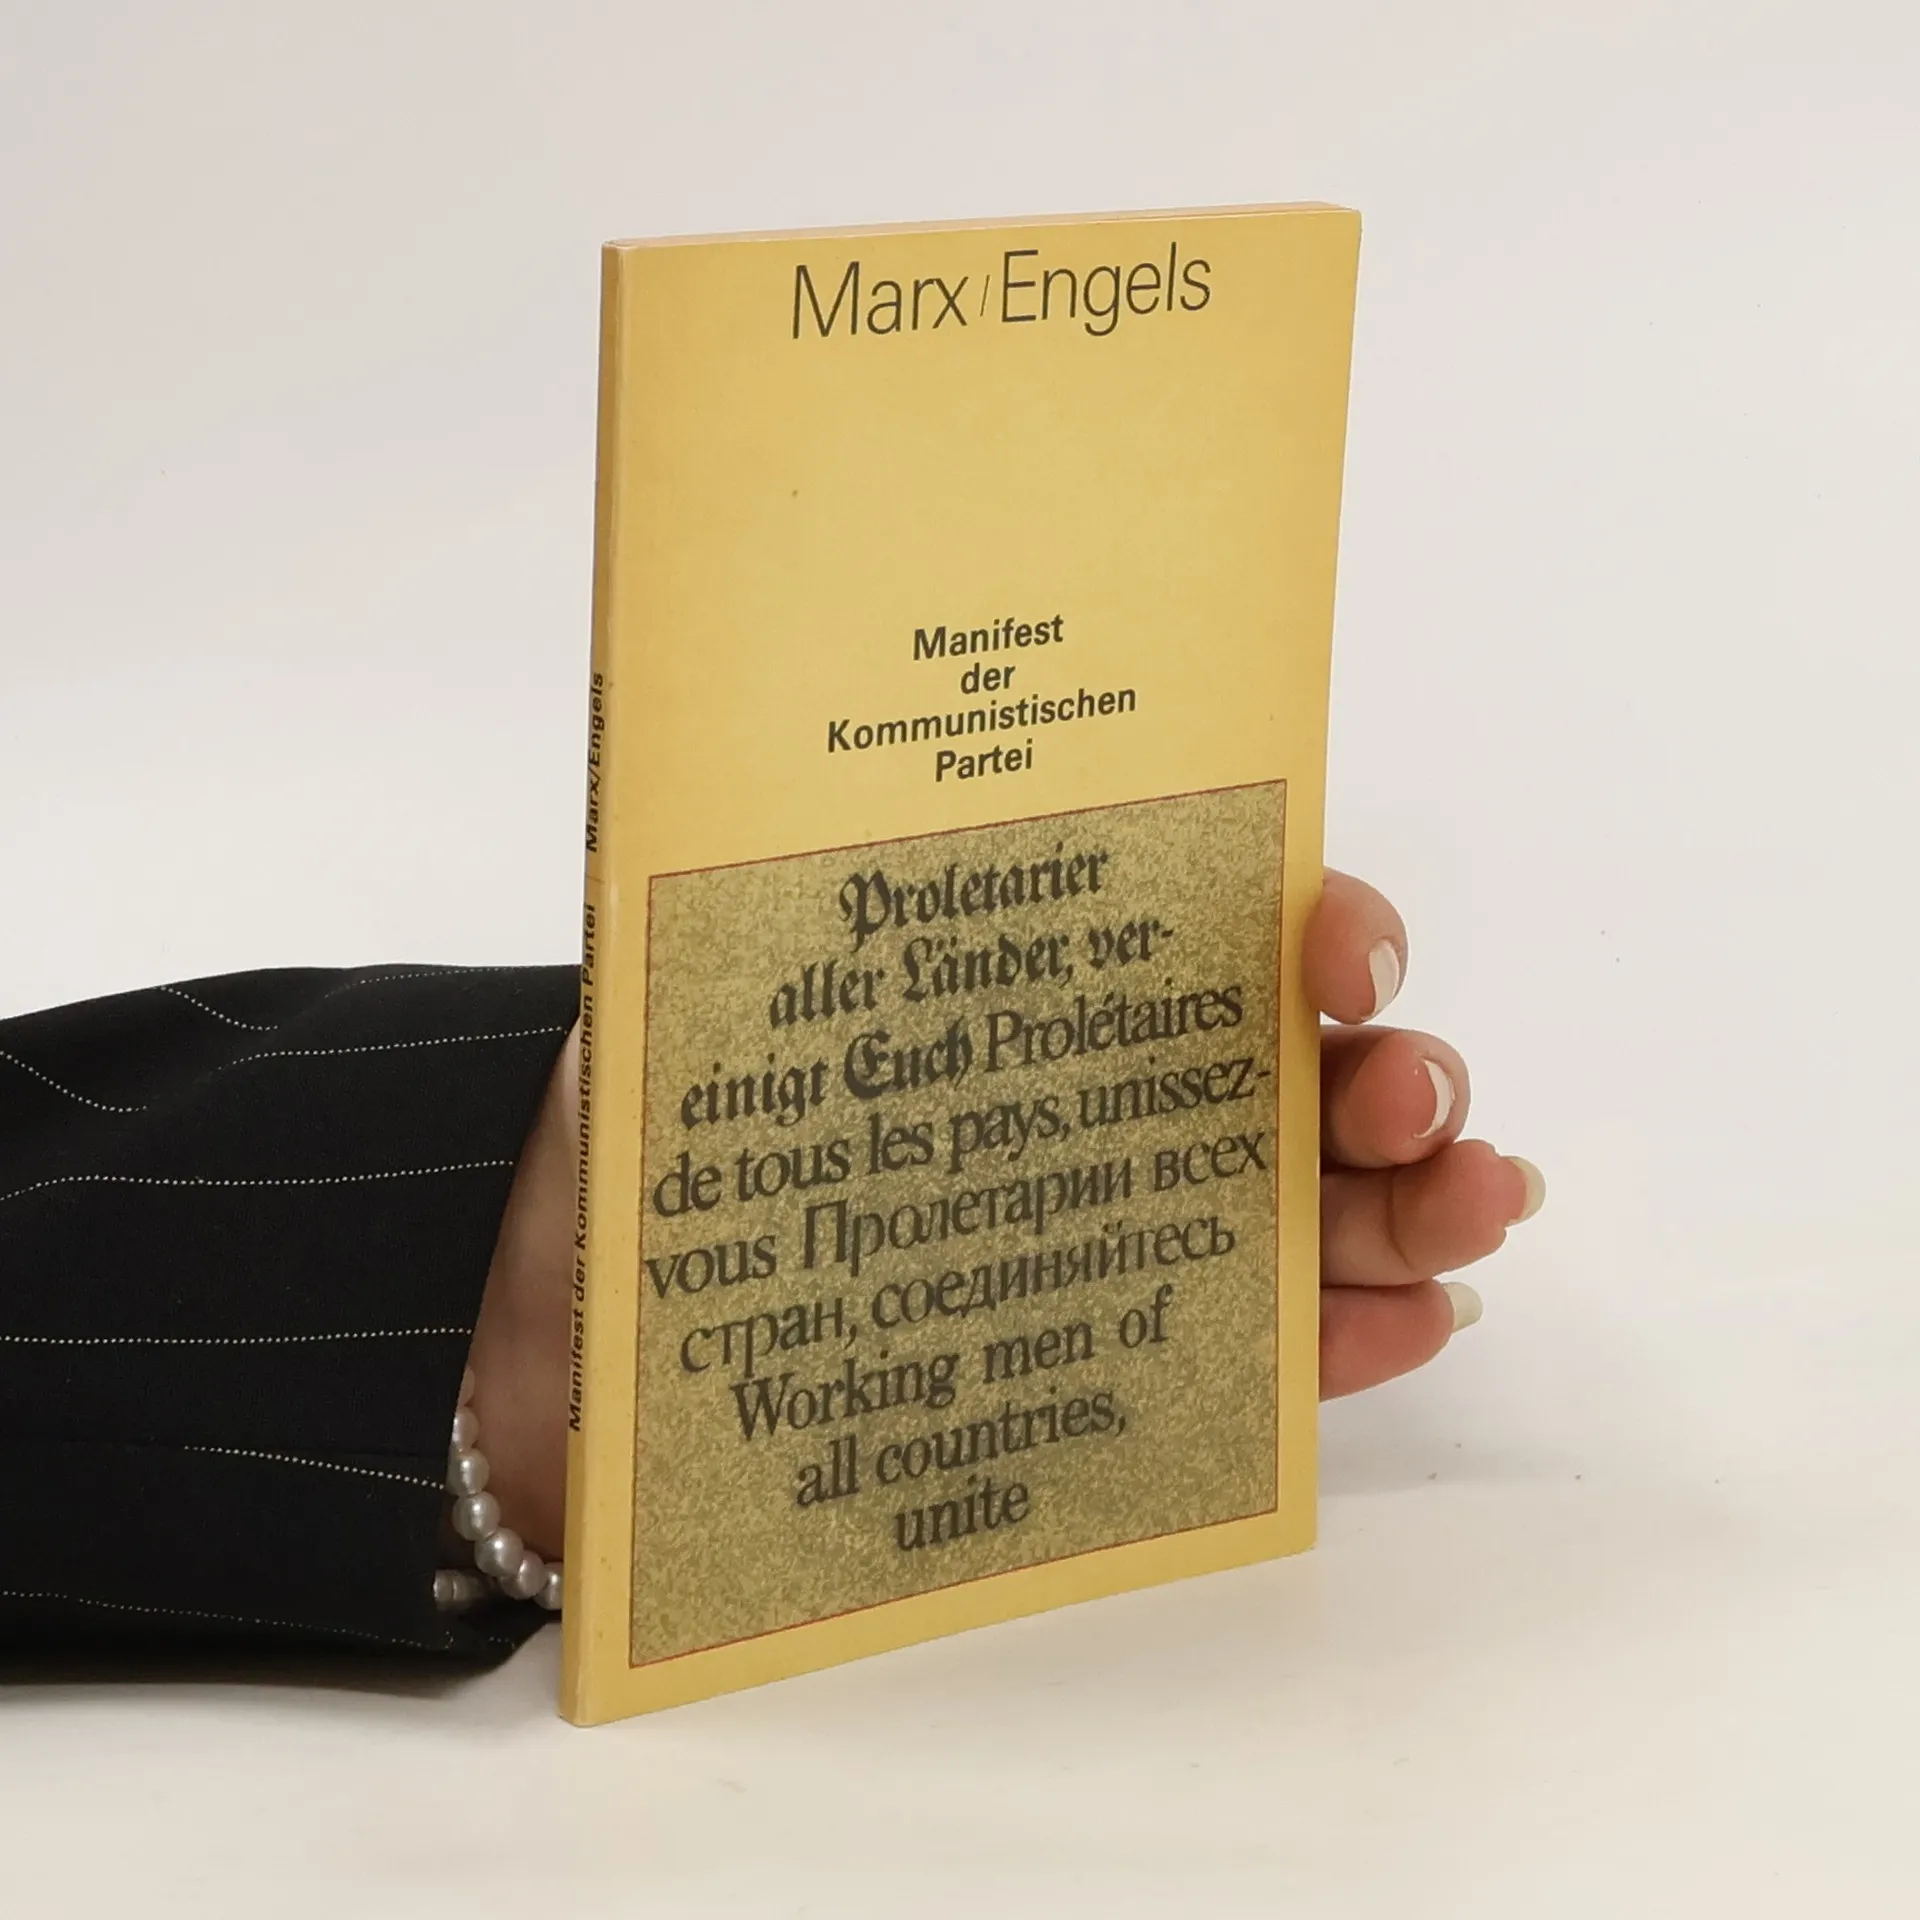 Marx/Engels
Manifest
der
Kommunistischen
Partei
Proletarier
aller Länder, ver-
einigt Euch Prolétaires
de tous les pays, unissez-
vous Пролетарии всех
стран, соединяйтесь
Working men of
all countries,
unite
Manifest der Kommunistischen Partei Marx/Engels